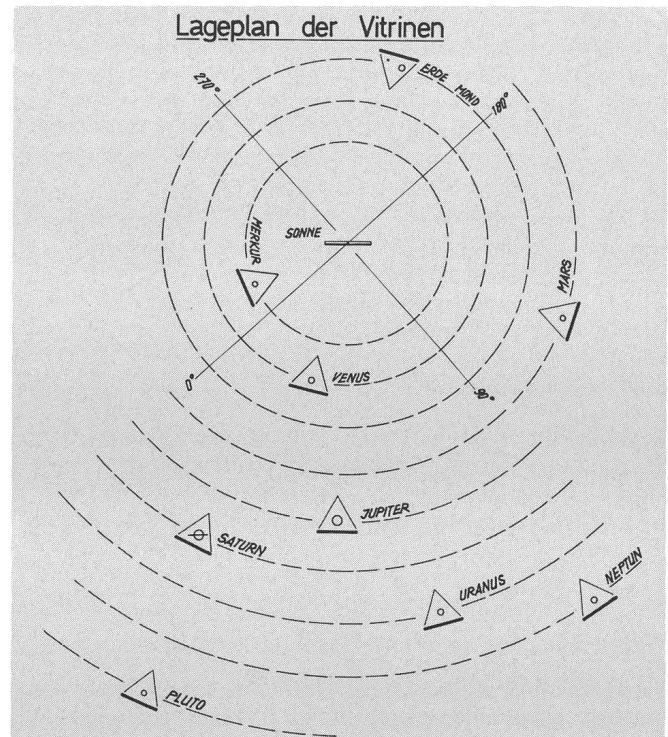 Lageplan der Vitrinen
ERDE MOND
270°
180°
SONNE
MERKUR
MARS
VENUS
0°
90°
JUPITER
SATURN
URANUS
NEPTUN
PLUTO